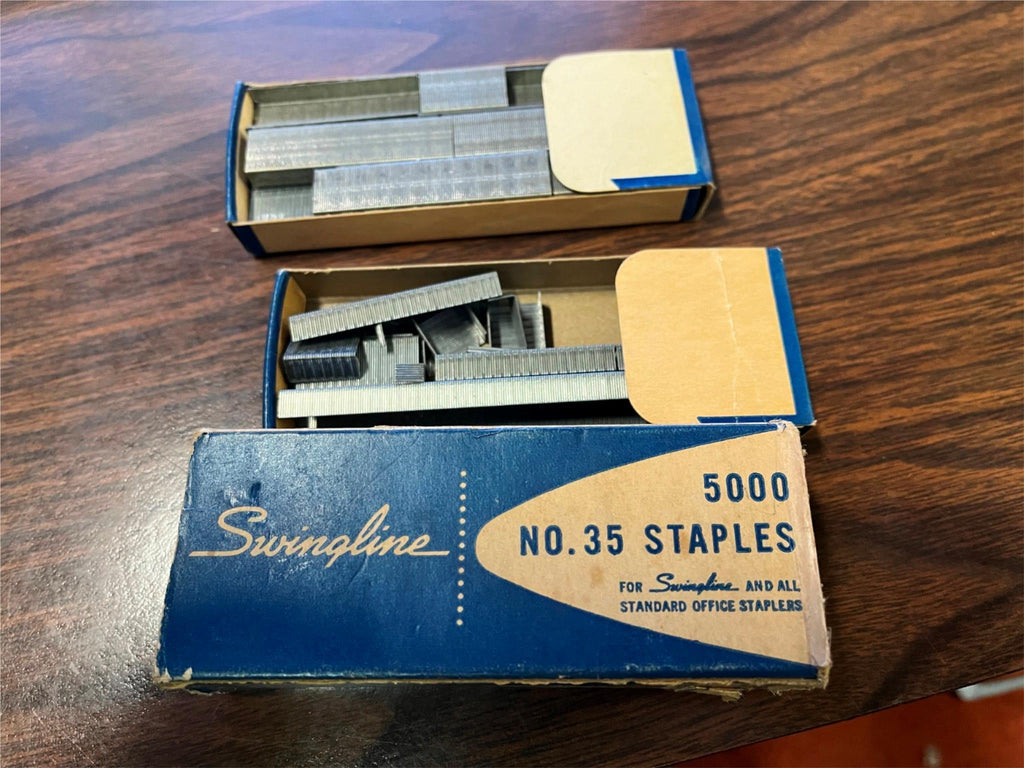 Swingline
5000
NO. 35 STAPLES
FOR Swingline AND ALL
STANDARD OFFICE STAPLERS